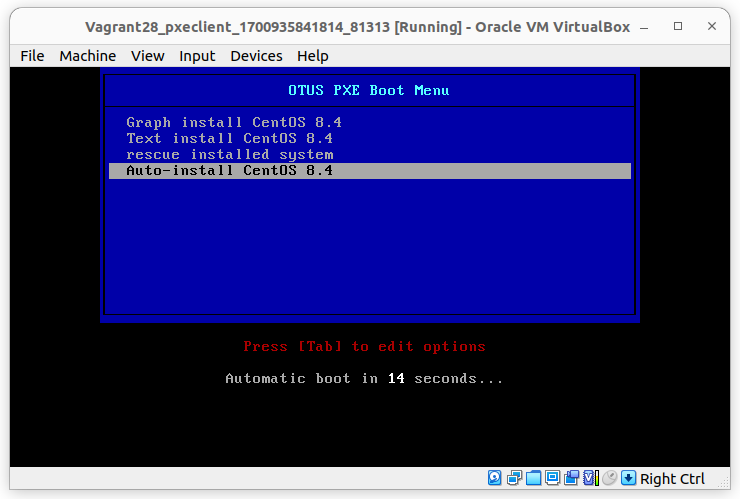 Vagrant28_pxeclient_1700935841814_81313 [Running] - Oracle VM VirtualBox
File Machine View Input Devices Help
OTUS PXE Boot Menu
Graph install CentOS 8.4
Text install CentOS 8.4
rescue installed system
Auto-install CentOS 8.4
Press [Tab] to edit options
Automatic boot in 14 seconds...
Right Ctrl